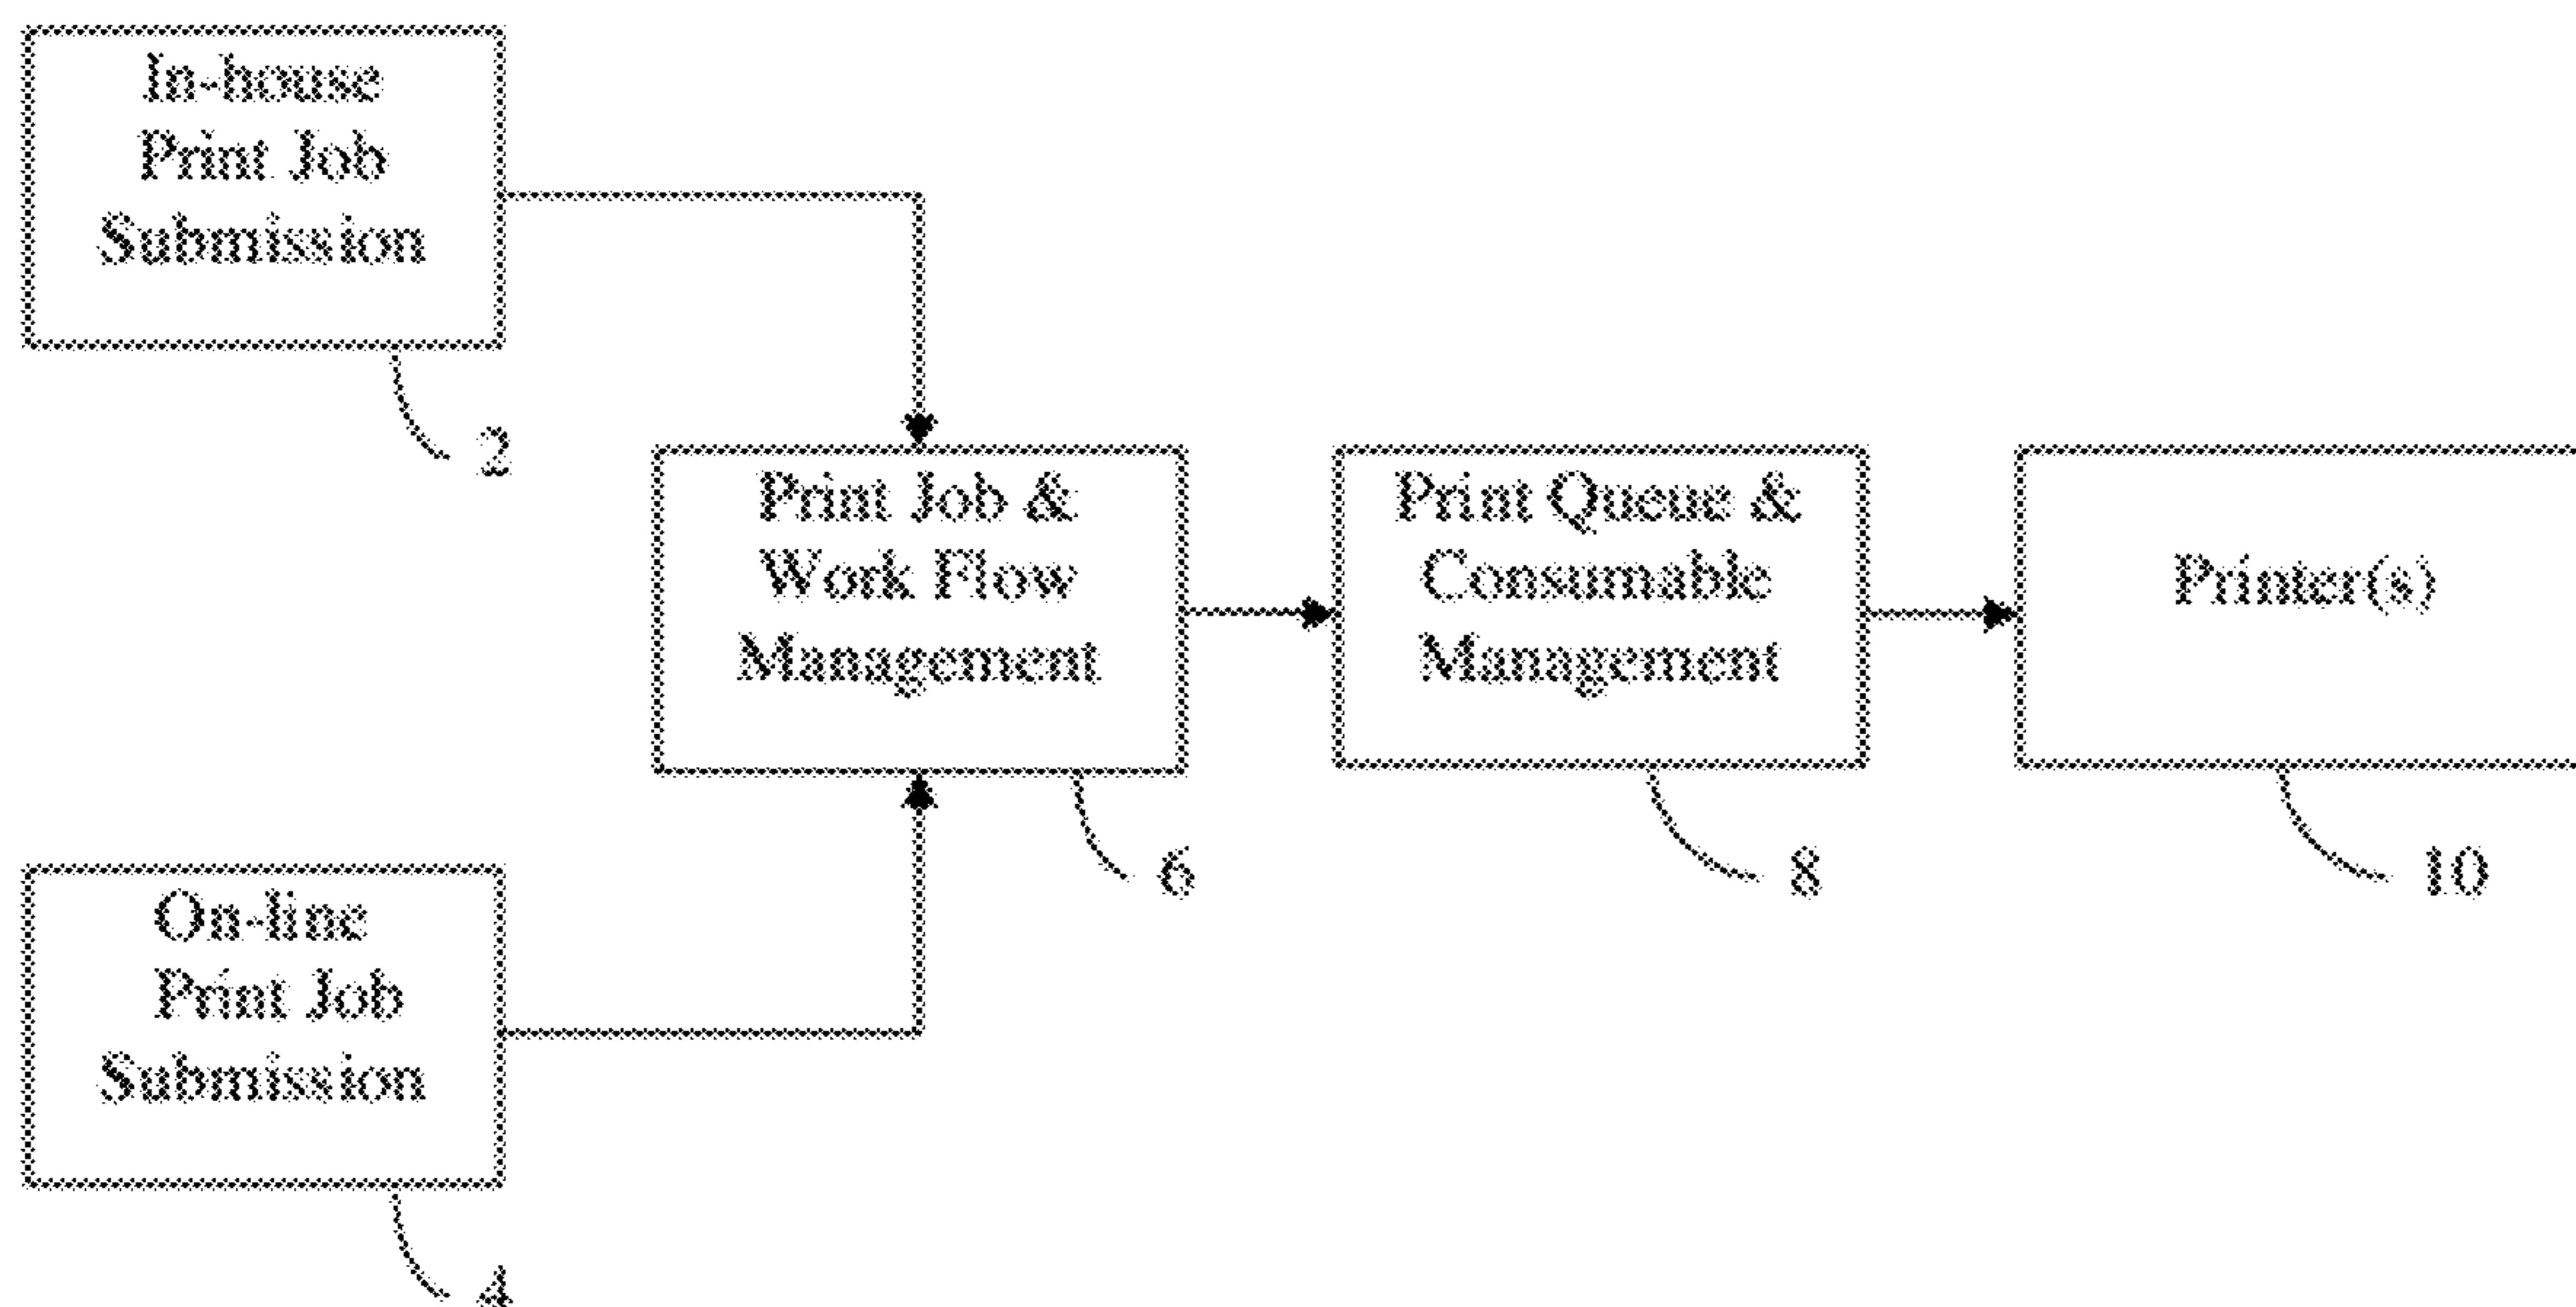 In-house
Print Job
Submission
2
Print Job &
Work Flow
Management
6
Print Queue &
Consumable
Management
8
Printer(s)
10
On-line
Print Job
Submission
4